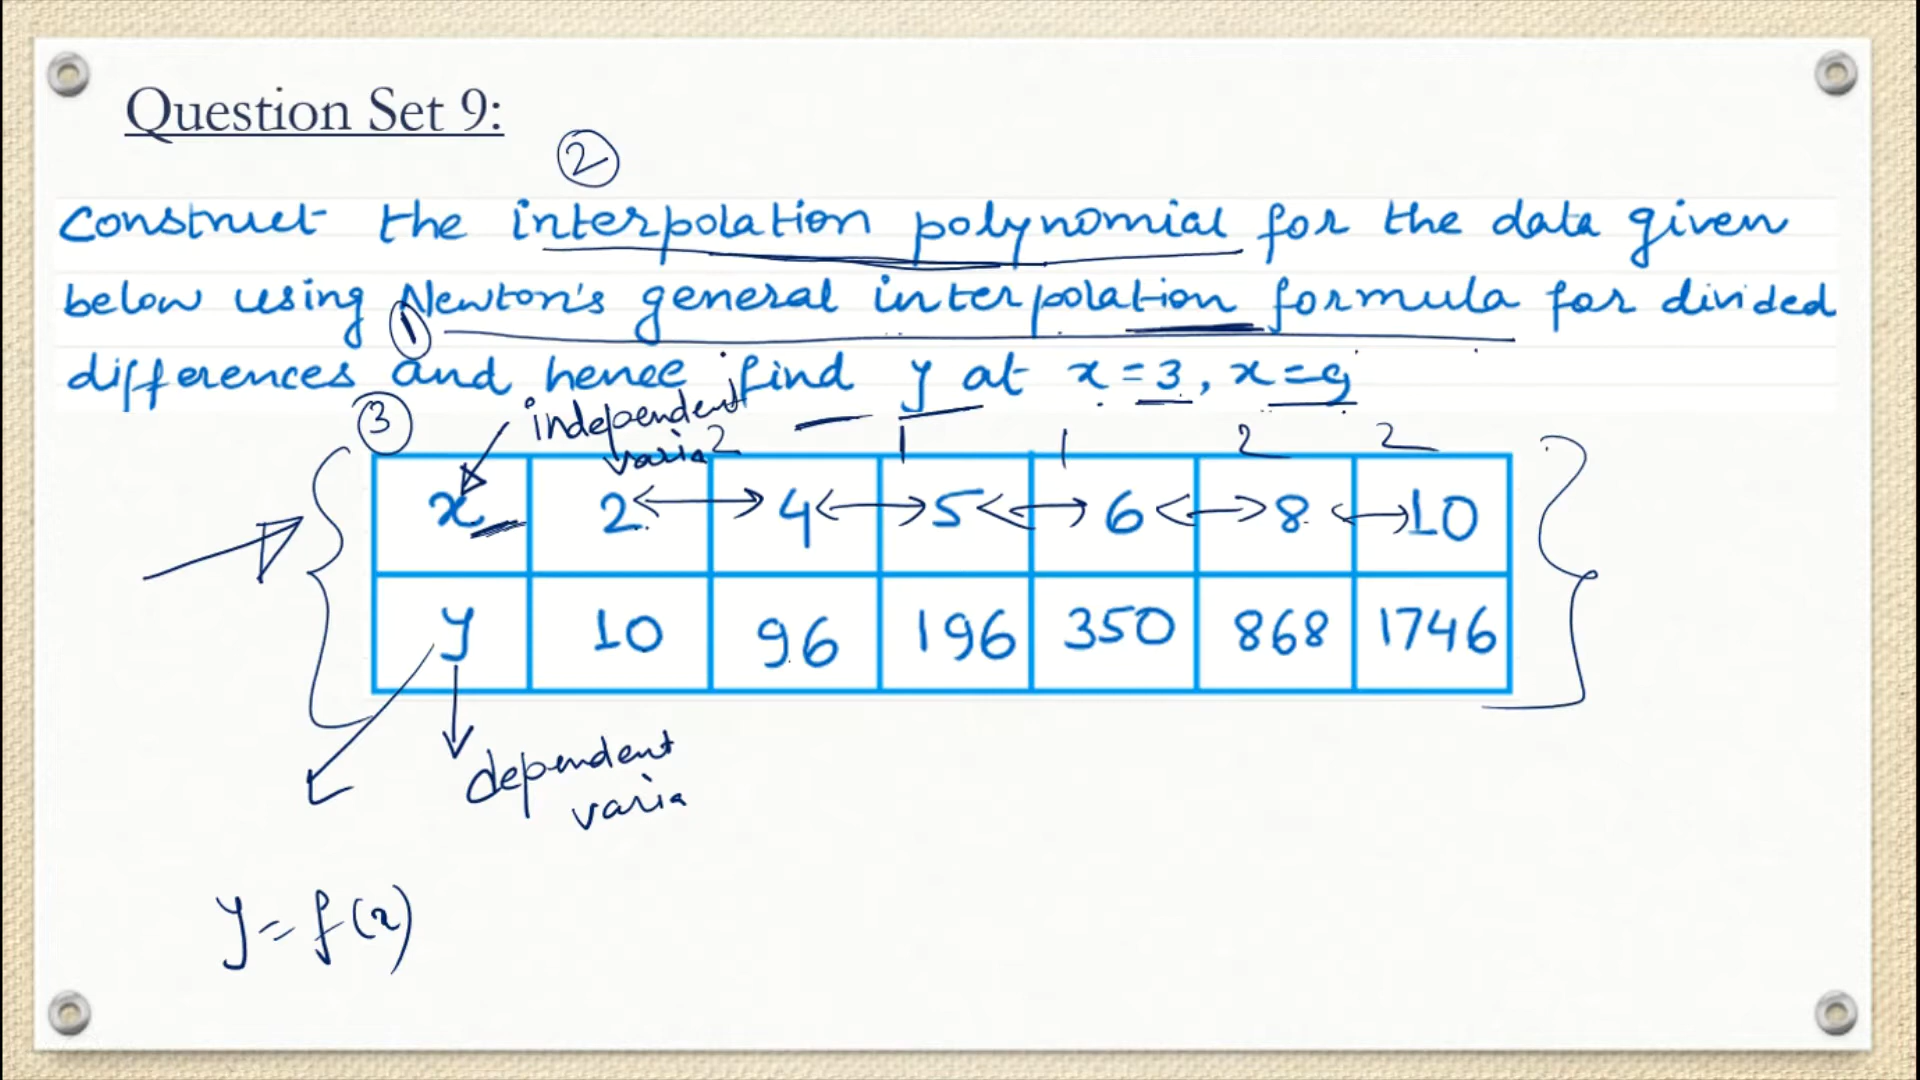 Question Set 9:
2
Construct the interpolation polynomial for the data given
below using Newton's general interpolation formula for divided
1
differences and hence find y at x = 3, x = 9
3
independent
varia
2 1 1 2 2
x 2 4 5 6 8 10
y 10 96 196 350 868 1746
dependent
varia
y = f(x)